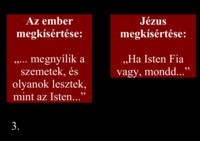 Az ember
megkísértése:
„... megnyílik a
szemetek, és
olyanok lesztek,
mint az Isten...”
Jézus
megkísértése:
„Ha Isten Fia
vagy, mondd...”
3.